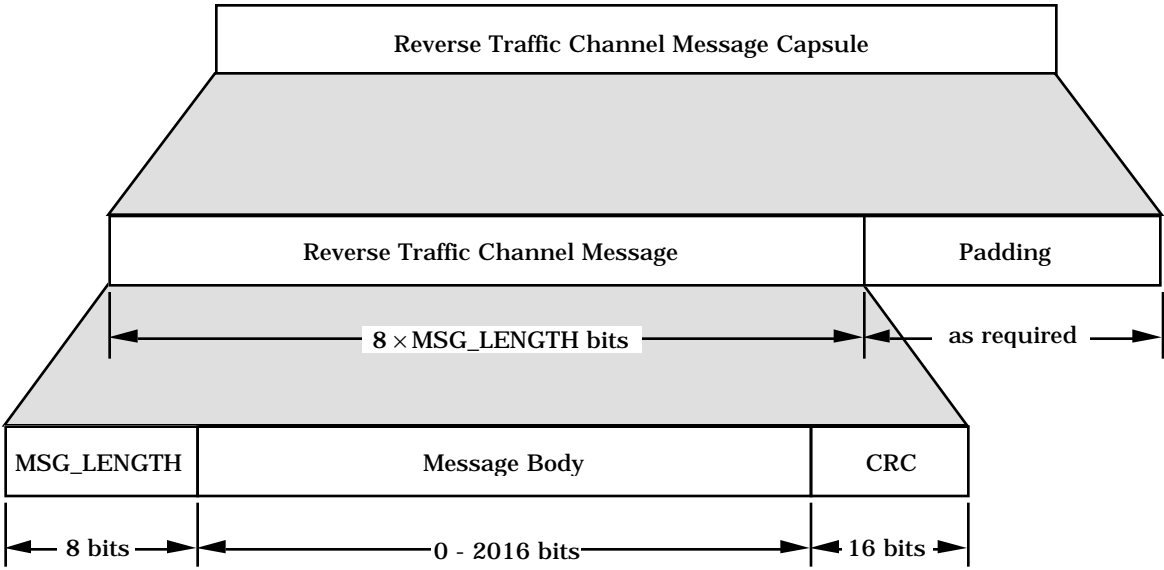 Reverse Traffic Channel Message Capsule
Reverse Traffic Channel Message
Padding
8 × MSG_LENGTH bits
as required
MSG_LENGTH
Message Body
CRC
8 bits
0 - 2016 bits
16 bits